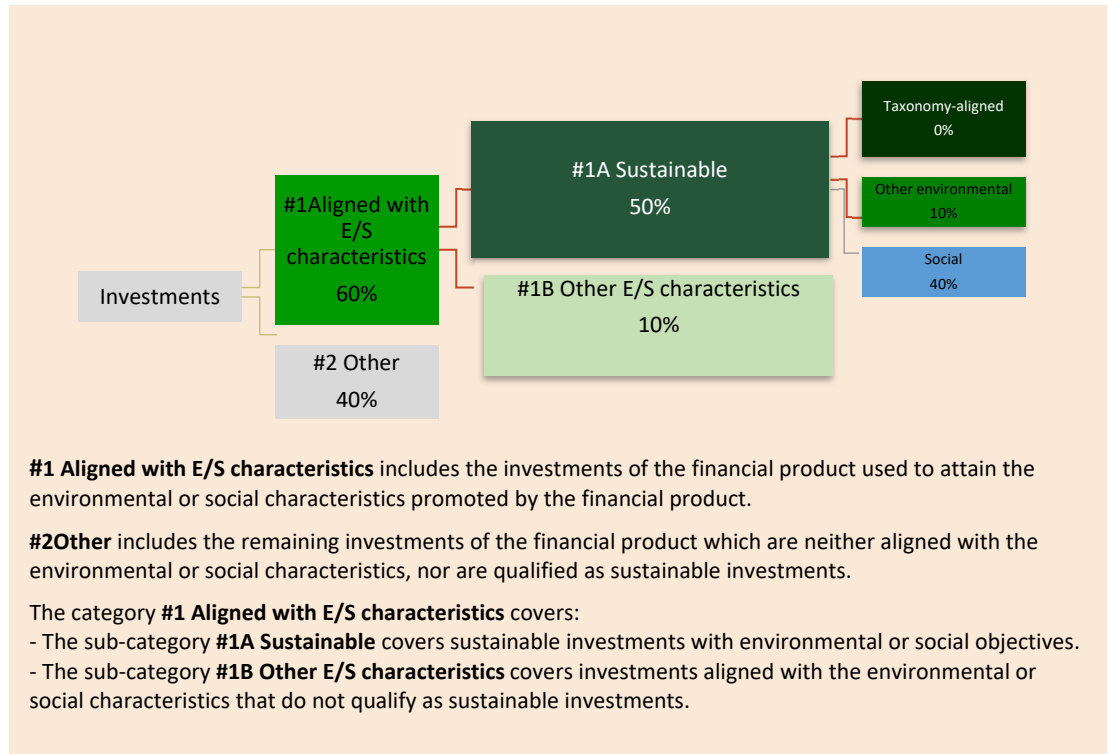 Taxonomy-aligned
0%
#1A Sustainable
50%
Other environmental
10%
#1Aligned with
E/S
characteristics
60%
Social
40%
Investments
#1B Other E/S characteristics
10%
#2 Other
40%
#1 Aligned with E/S characteristics includes the investments of the financial product used to attain the
environmental or social characteristics promoted by the financial product.
#2Other includes the remaining investments of the financial product which are neither aligned with the
environmental or social characteristics, nor are qualified as sustainable investments.
The category #1 Aligned with E/S characteristics covers:
- The sub-category #1A Sustainable covers sustainable investments with environmental or social objectives.
- The sub-category #1B Other E/S characteristics covers investments aligned with the environmental or
social characteristics that do not qualify as sustainable investments.